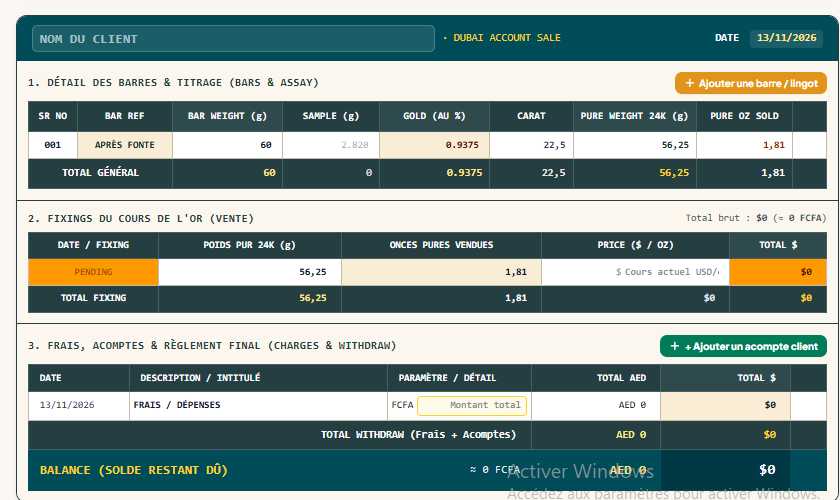 NOM DU CLIENT · DUBAI ACCOUNT SALE DATE 13/11/2026
1. DÉTAIL DES BARRES & TITRAGE (BARS & ASSAY) + Ajouter une barre / lingot
SR NO BAR REF BAR WEIGHT (g) SAMPLE (g) GOLD (AU %) CARAT PURE WEIGHT 24K (g) PURE OZ SOLD
001 APRÈS FONTE 60 2.820 0.9375 22,5 56,25 1,81
TOTAL GÉNÉRAL 60 0 0.9375 22,5 56,25 1,81
2. FIXINGS DU COURS DE L'OR (VENTE) Total brut : $0 (≈ 0 FCFA)
DATE / FIXING POIDS PUR 24K (g) ONCES PURES VENDUES PRICE ($ / OZ) TOTAL $
PENDING 56,25 1,81 $ Cours actuel USD/ $0
TOTAL FIXING 56,25 1,81 $0 $0
3. FRAIS, ACOMPTES & RÈGLEMENT FINAL (CHARGES & WITHDRAW) + + Ajouter un acompte client
DATE DESCRIPTION / INTITULÉ PARAMÈTRE / DÉTAIL TOTAL AED TOTAL $
13/11/2026 FRAIS / DÉPENSES FCFA Montant total AED 0 $0
TOTAL WITHDRAW (Frais + Acomptes) AED 0 $0
BALANCE (SOLDE RESTANT DÛ) ≈ 0 FCFA AED 0 $0
Activer Windows
Accédez aux paramètres pour activer Windows.